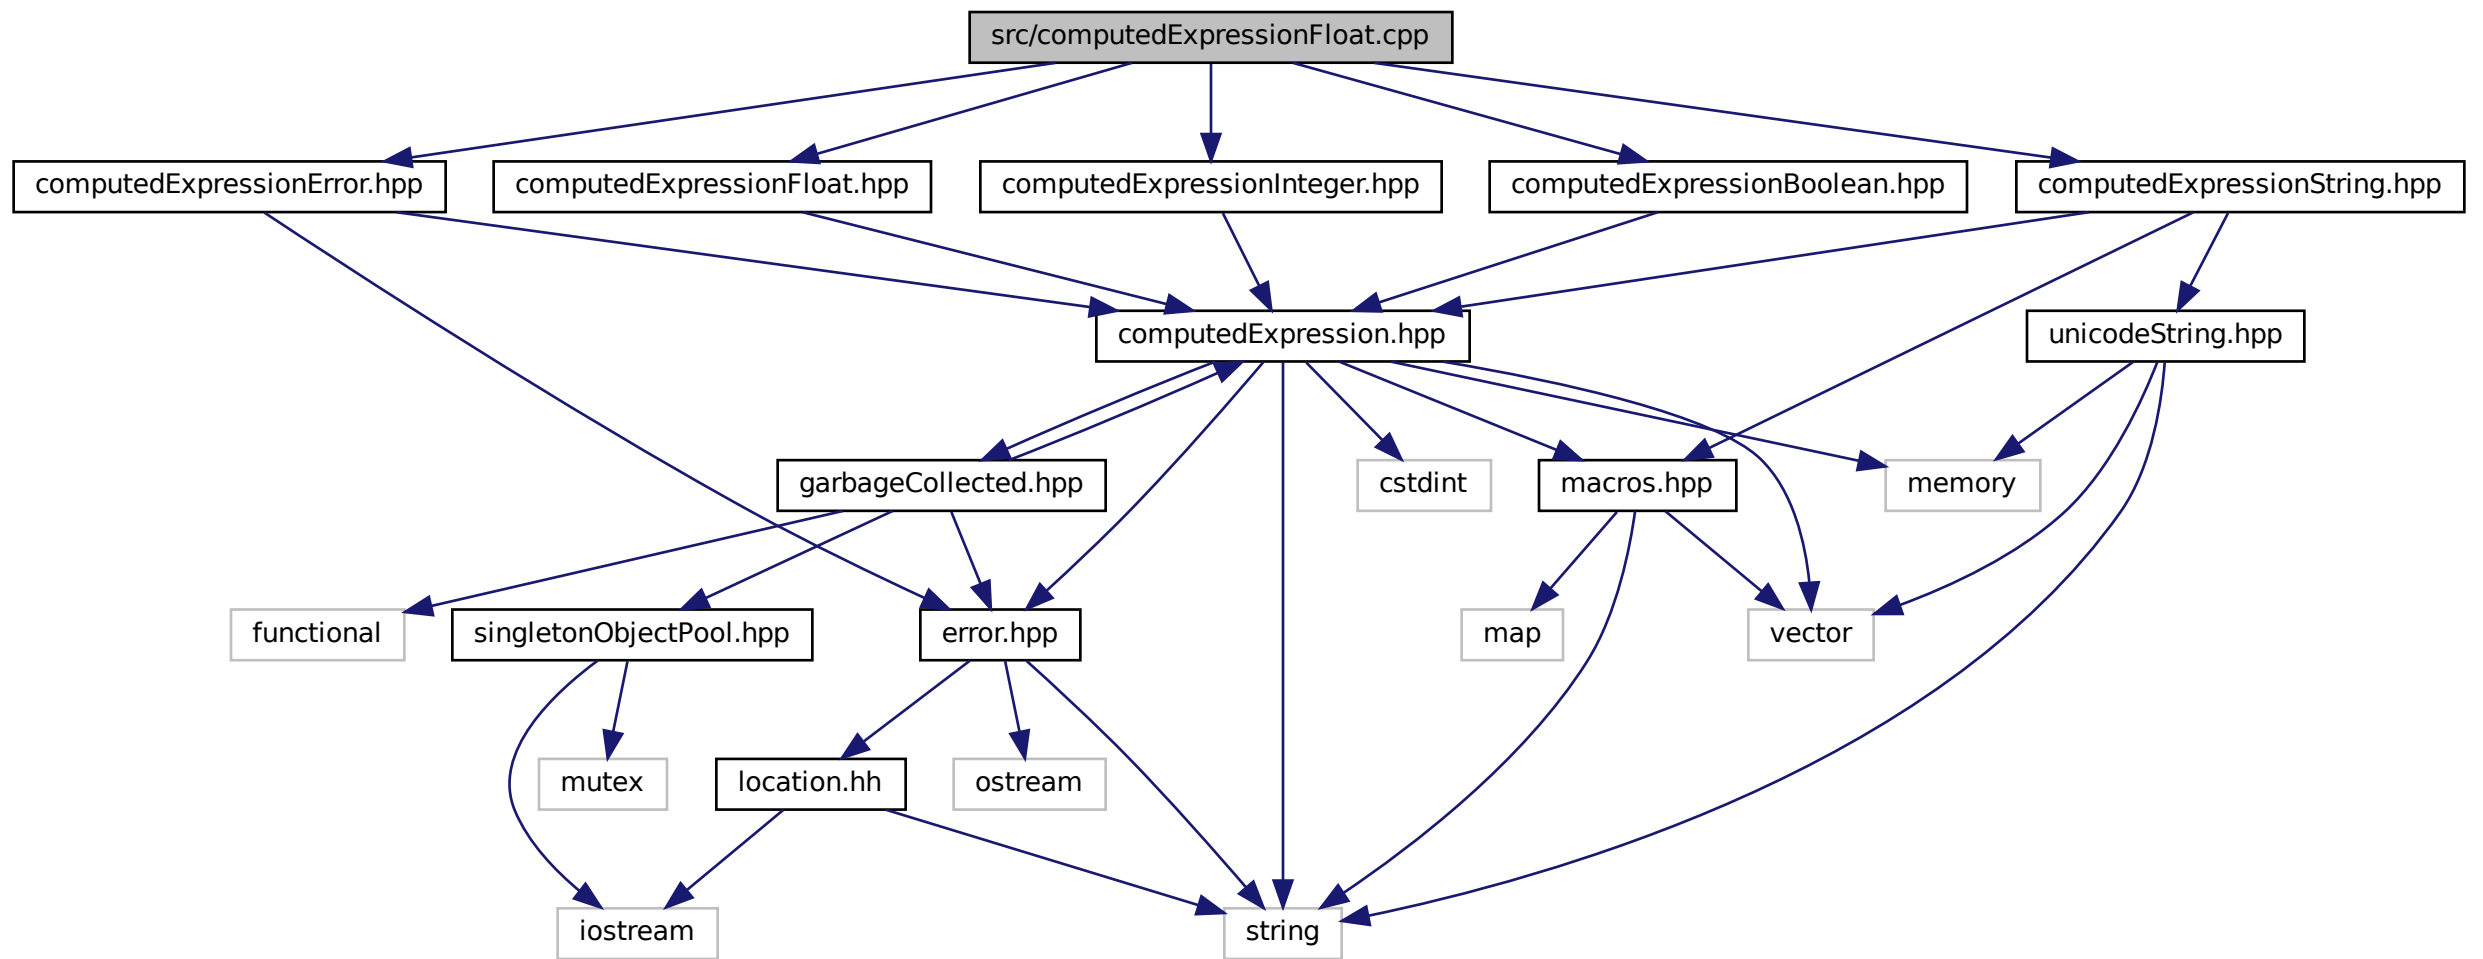 src/computedExpressionFloat.cpp
computedExpressionError.hpp
computedExpressionFloat.hpp
computedExpressionInteger.hpp
computedExpressionBoolean.hpp
computedExpressionString.hpp
computedExpression.hpp
unicodeString.hpp
garbageCollected.hpp
cstdint
macros.hpp
memory
functional
singletonObjectPool.hpp
error.hpp
map
vector
mutex
location.hh
ostream
iostream
string